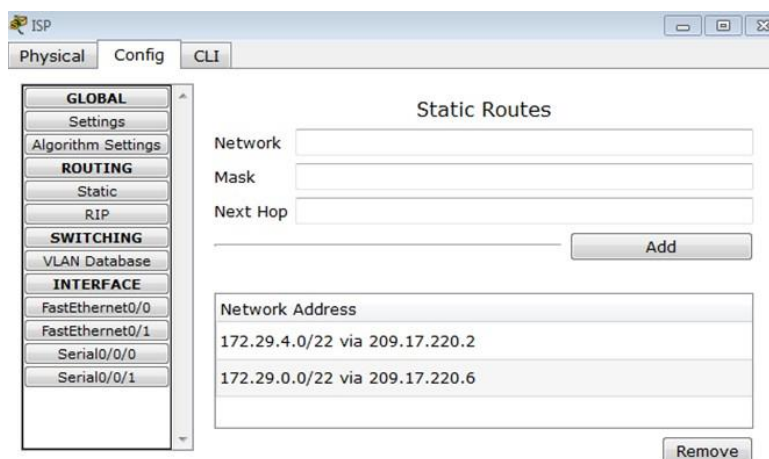 ISP
Physical Config CLI
GLOBAL
Settings
Algorithm Settings
ROUTING
Static
RIP
SWITCHING
VLAN Database
INTERFACE
FastEthernet0/0
FastEthernet0/1
Serial0/0/0
Serial0/0/1
Static Routes
Network
Mask
Next Hop
Add
Network Address
172.29.4.0/22 via 209.17.220.2
172.29.0.0/22 via 209.17.220.6
Remove